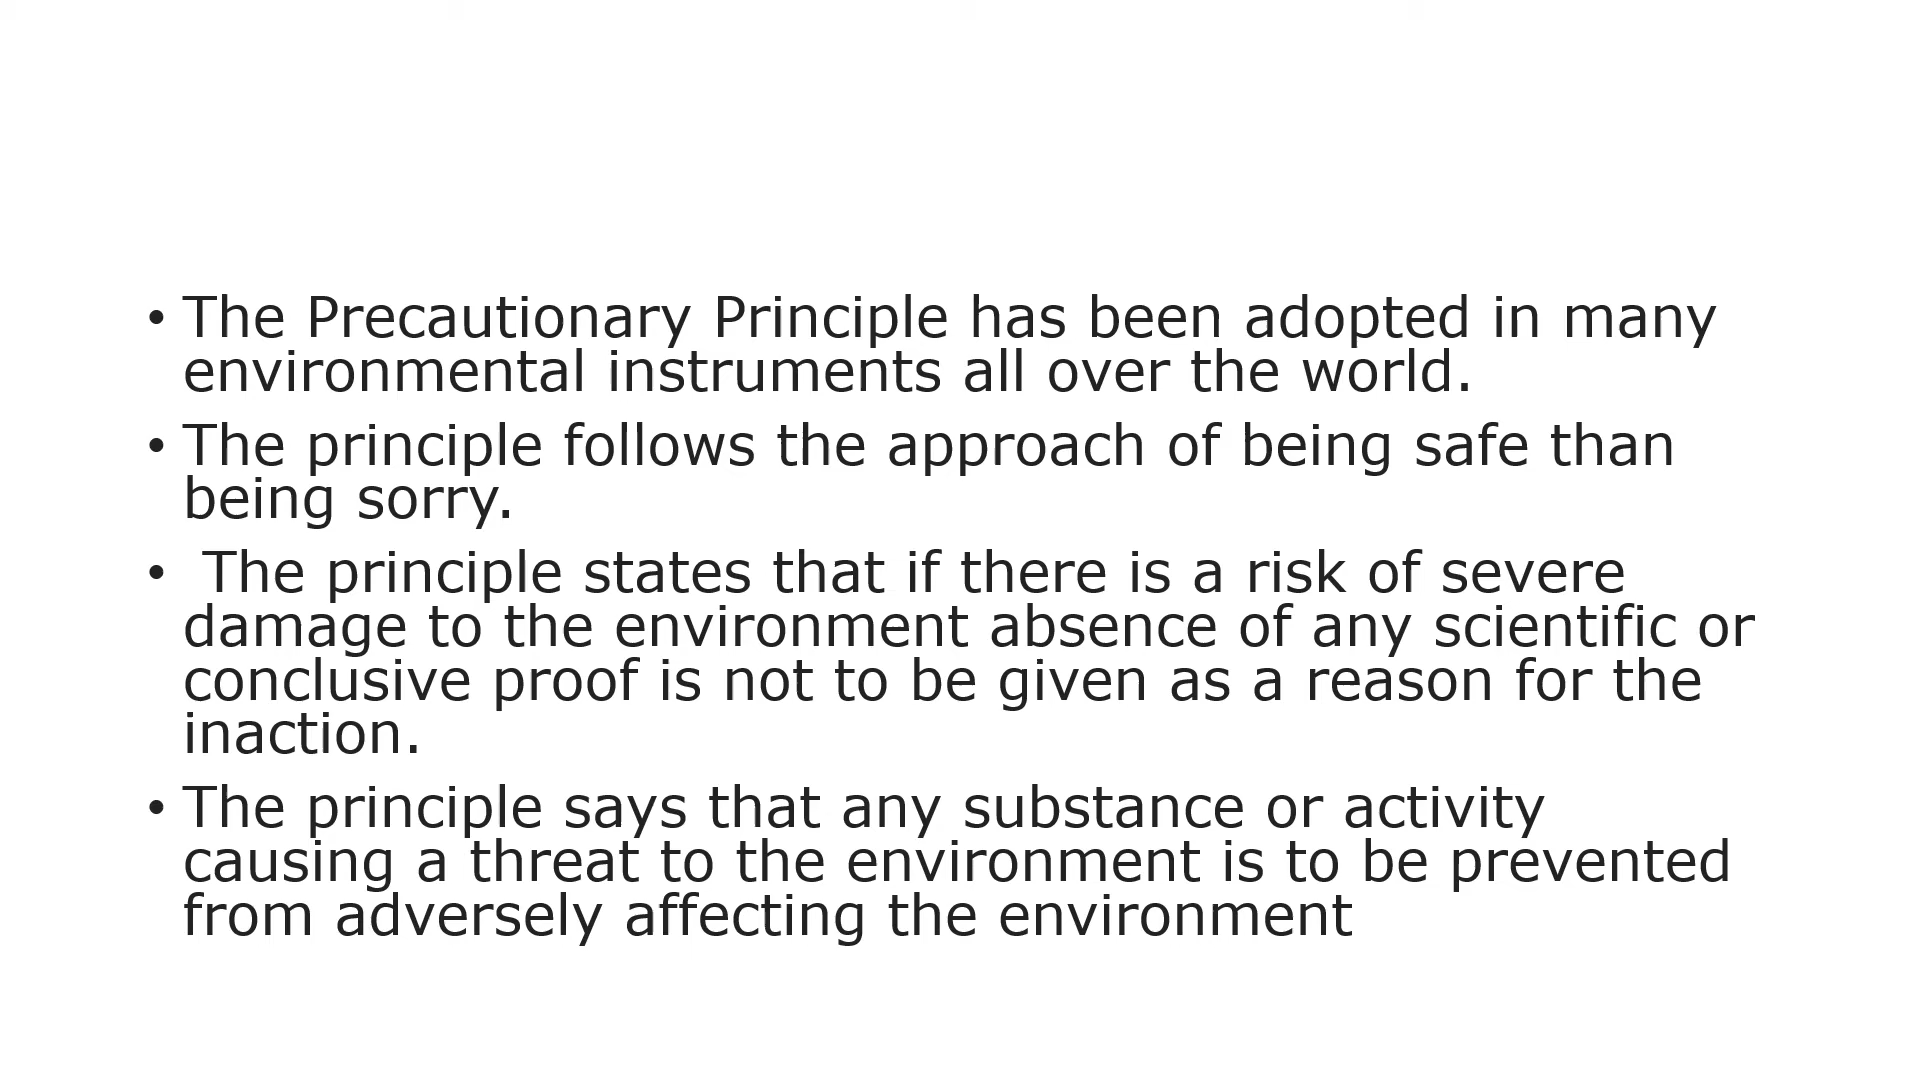 • The Precautionary Principle has been adopted in many
environmental instruments all over the world.
• The principle follows the approach of being safe than
being sorry.
• The principle states that if there is a risk of severe
damage to the environment absence of any scientific or
conclusive proof is not to be given as a reason for the
inaction.
• The principle says that any substance or activity
causing a threat to the environment is to be prevented
from adversely affecting the environment